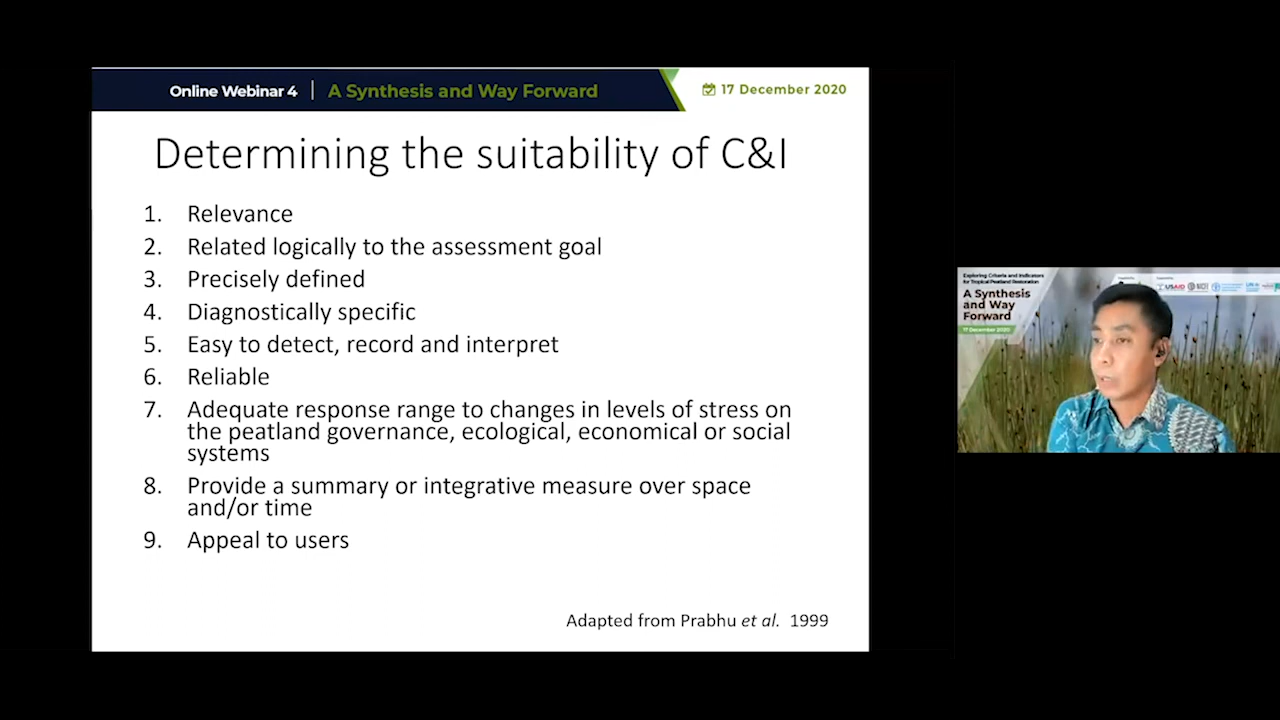 Online Webinar 4 | A Synthesis and Way Forward
17 December 2020
Determining the suitability of C&I
1. Relevance
2. Related logically to the assessment goal
3. Precisely defined
4. Diagnostically specific
5. Easy to detect, record and interpret
6. Reliable
7. Adequate response range to changes in levels of stress on
the peatland governance, ecological, economical or social
systems
8. Provide a summary or integrative measure over space
and/or time
9. Appeal to users
Adapted from Prabhu et al. 1999
Exploring Criteria and Indicators
for Tropical Peatland Restoration
A Synthesis
and Way
Forward
17 December 2020
USAID